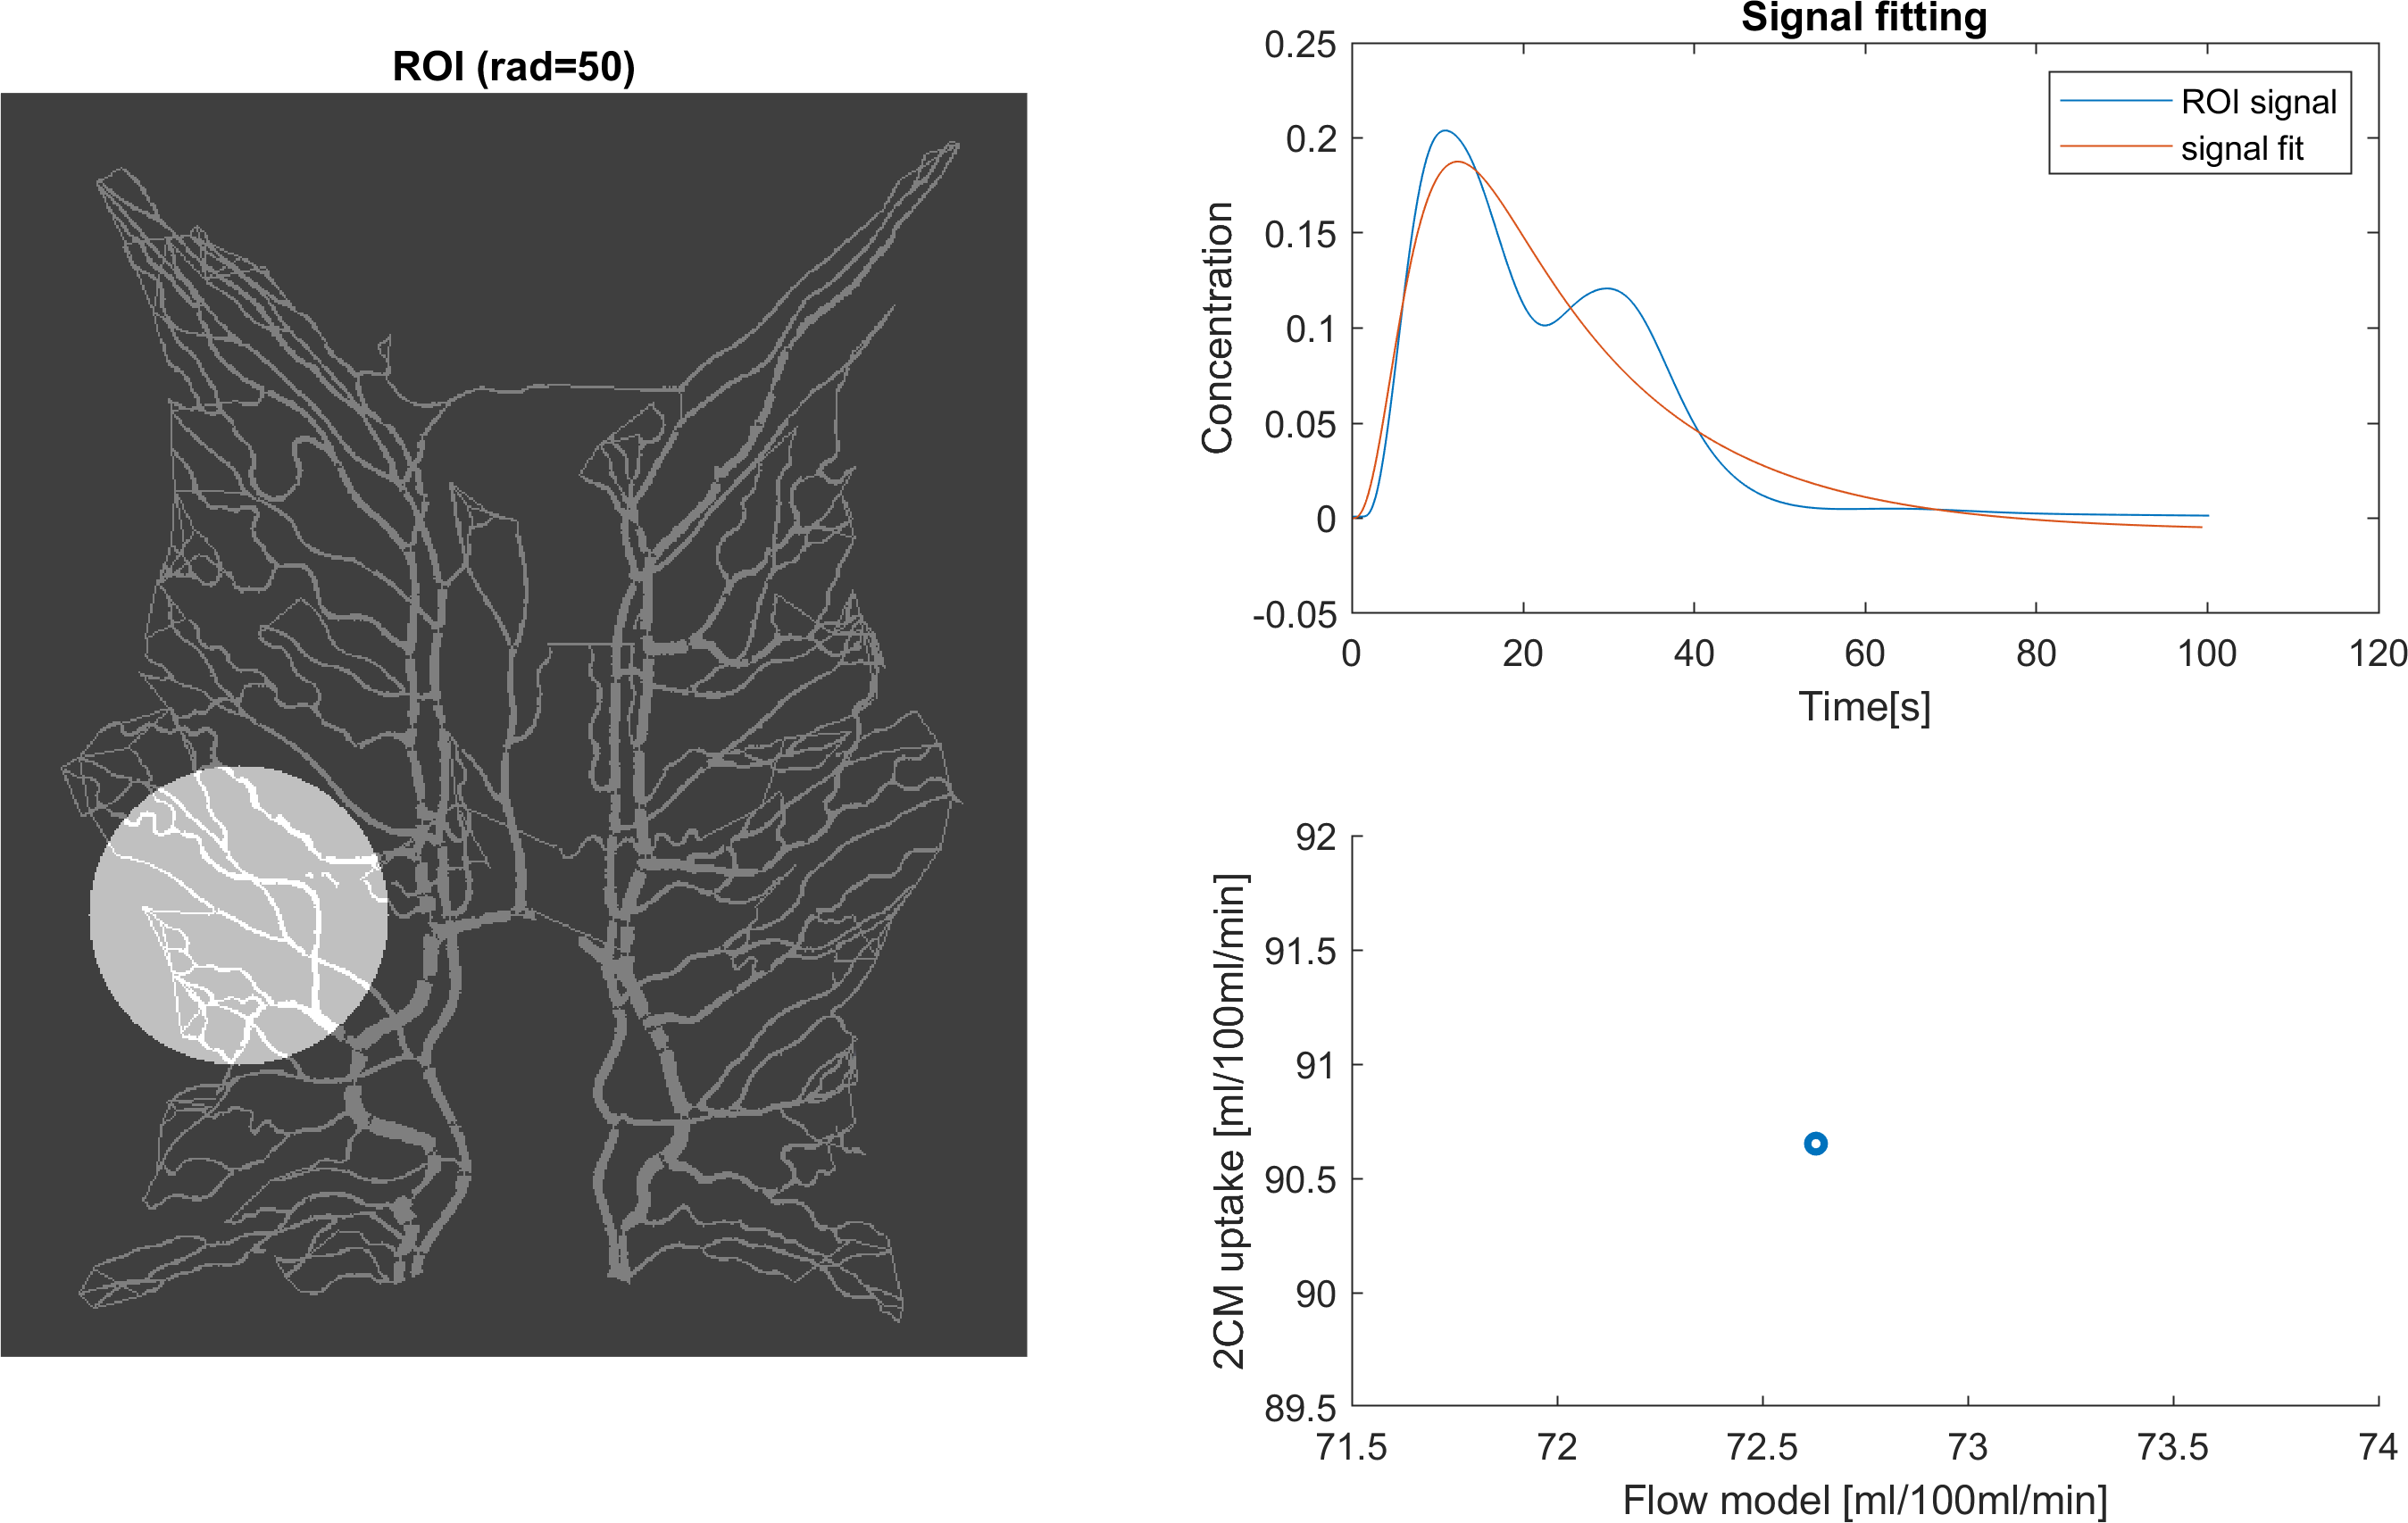 ROI (rad=50)
Signal fitting
0.25
0.2
0.15
0.1
0.05
0
-0.05
Concentration
ROI signal
signal fit
0 20 40 60 80 100 120
Time[s]
92
91.5
91
90.5
90
89.5
2CM uptake [ml/100ml/min]
71.5 72 72.5 73 73.5 74
Flow model [ml/100ml/min]